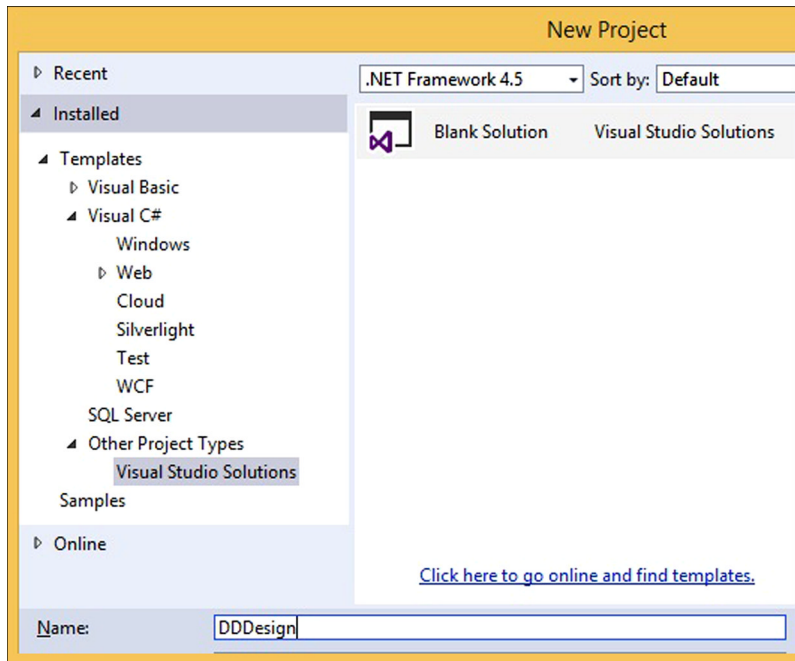 New Project
Recent
.NET Framework 4.5
Sort by:
Default
Installed
Blank Solution
Visual Studio Solutions
Templates
Visual Basic
Visual C#
Windows
Web
Cloud
Silverlight
Test
WCF
SQL Server
Other Project Types
Visual Studio Solutions
Samples
Online
Click here to go online and find templates.
Name:
DDDesign